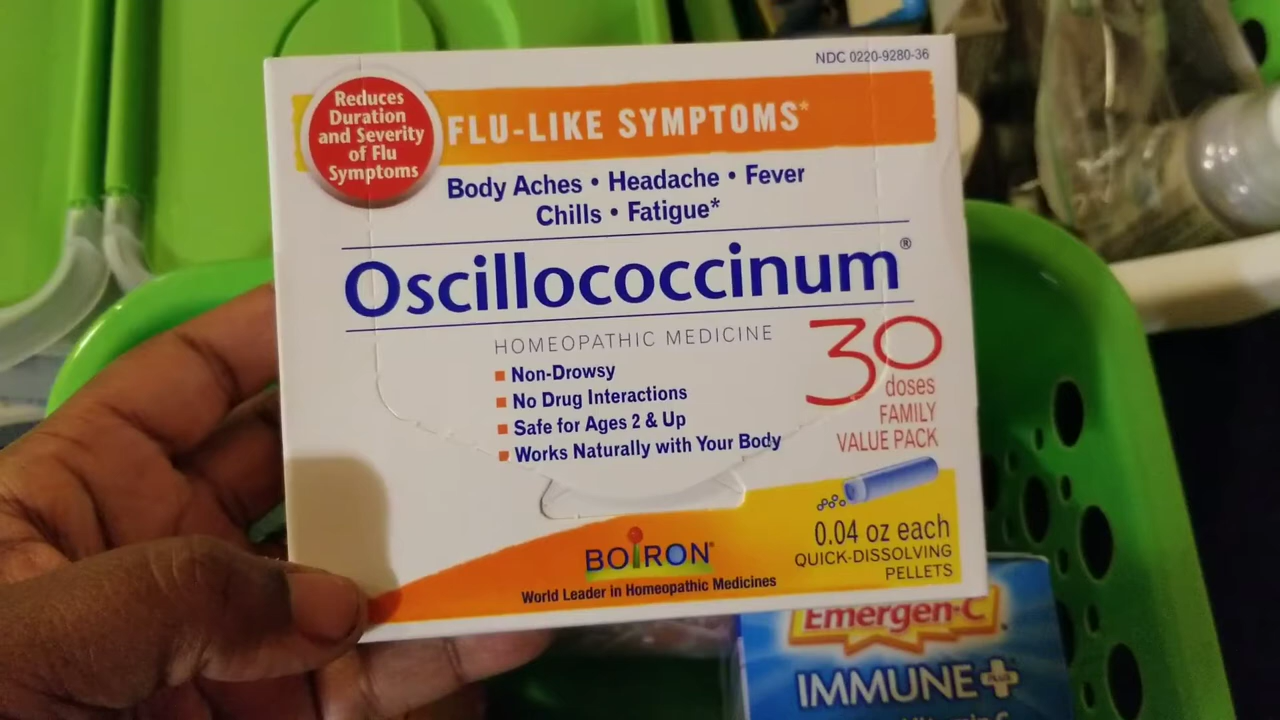 NDC 0220-9280-36
Reduces
Duration
and Severity
of Flu
Symptoms
FLU-LIKE SYMPTOMS*
Body Aches • Headache • Fever
Chills • Fatigue*
Oscillococcinum®
HOMEOPATHIC MEDICINE
Non-Drowsy
No Drug Interactions
Safe for Ages 2 & Up
Works Naturally with Your Body
30
doses
FAMILY
VALUE PACK
0.04 oz each
QUICK-DISSOLVING
PELLETS
BOIRON®
World Leader in Homeopathic Medicines
Emergen-C
IMMUNE+
PLUS